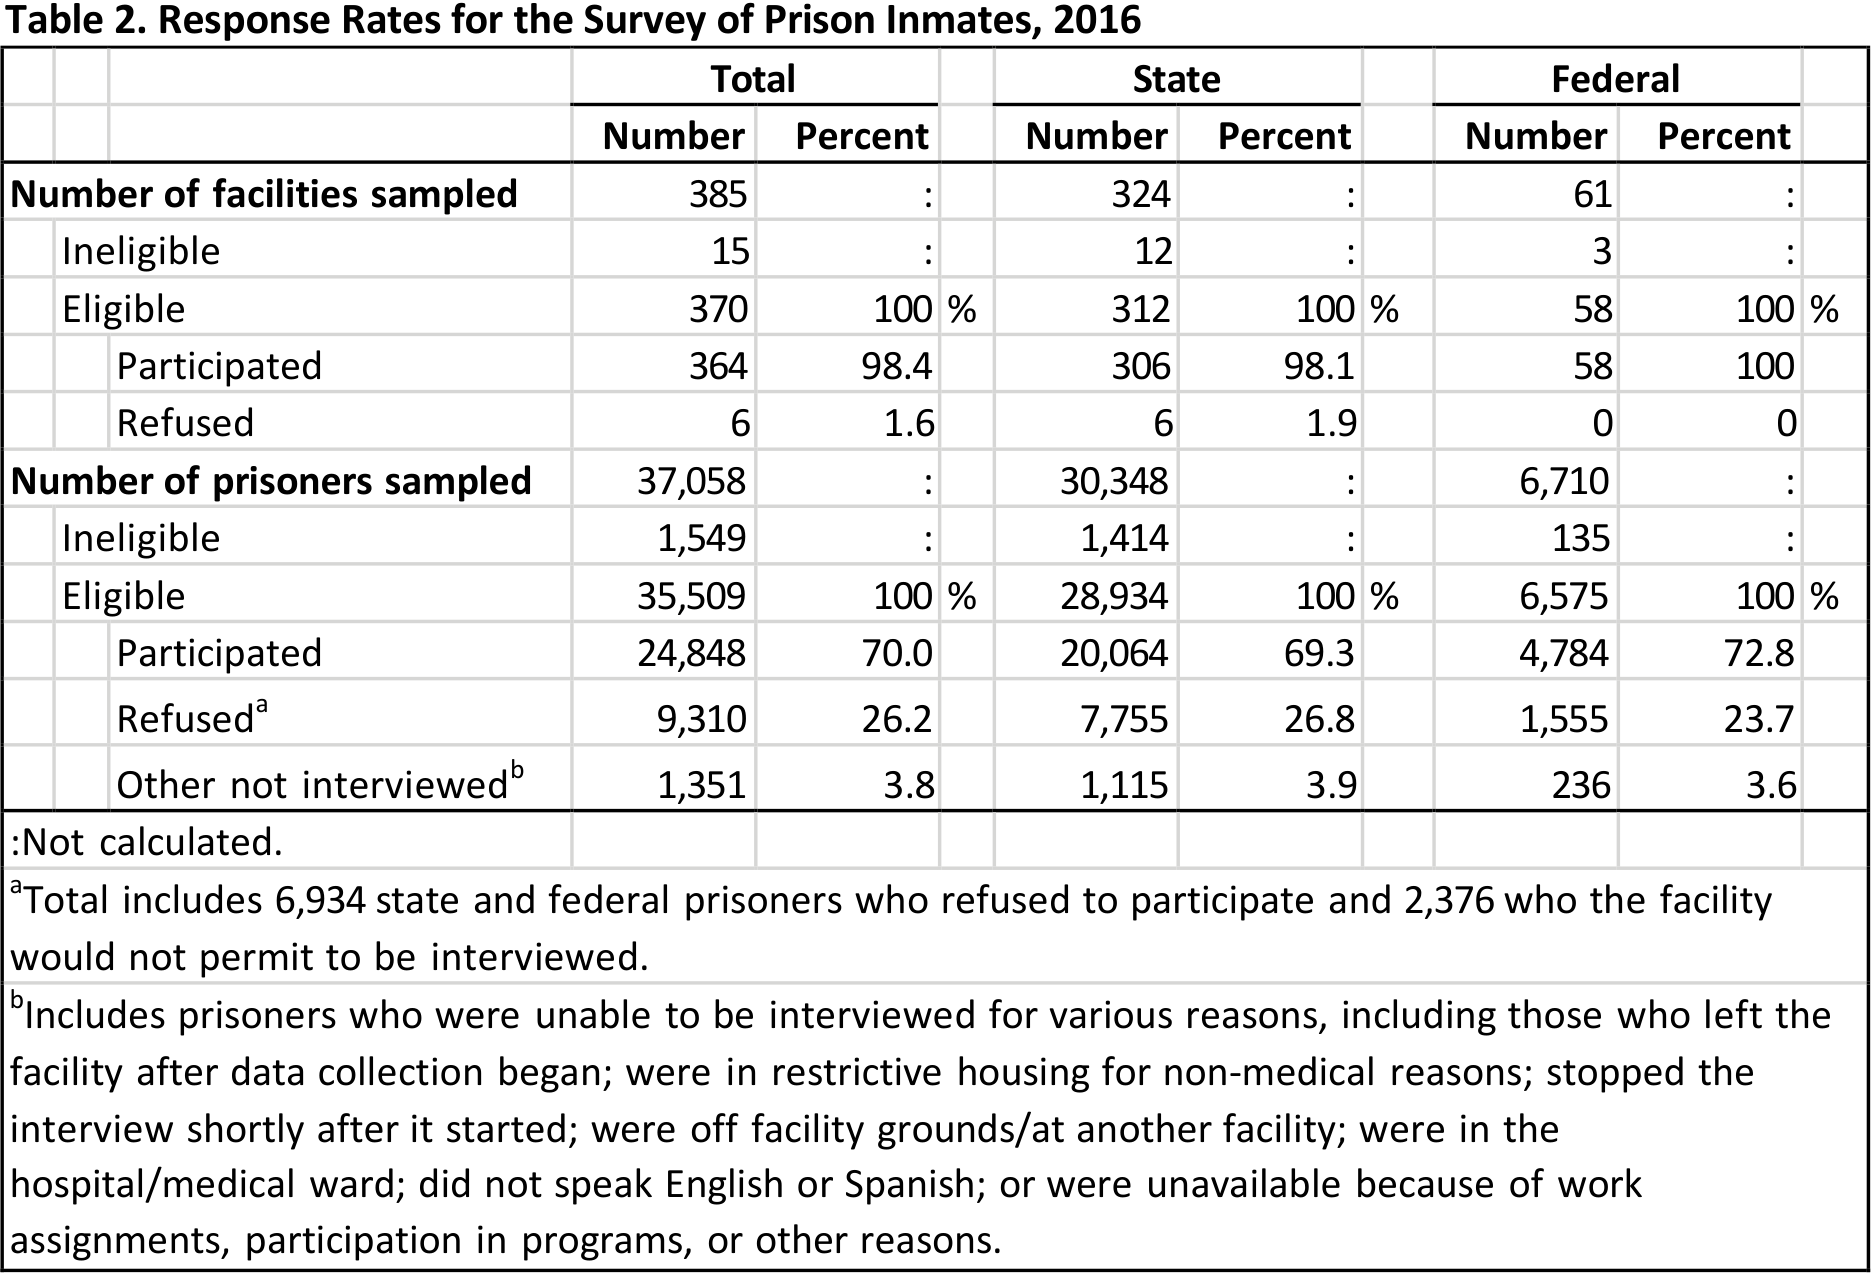 Table 2. Response Rates for the Survey of Prison Inmates, 2016
Total State Federal
Number Percent Number Percent Number Percent
Number of facilities sampled 385 : 324 : 61 :
Ineligible 15 : 12 : 3 :
Eligible 370 100 % 312 100 % 58 100 %
Participated 364 98.4 306 98.1 58 100
Refused 6 1.6 6 1.9 0 0
Number of prisoners sampled 37,058 : 30,348 : 6,710 :
Ineligible 1,549 : 1,414 : 135 :
Eligible 35,509 100 % 28,934 100 % 6,575 100 %
Participated 24,848 70.0 20,064 69.3 4,784 72.8
Refusedᵃ 9,310 26.2 7,755 26.8 1,555 23.7
Other not interviewedᵇ 1,351 3.8 1,115 3.9 236 3.6
:Not calculated.
ᵃTotal includes 6,934 state and federal prisoners who refused to participate and 2,376 who the facility
would not permit to be interviewed.
ᵇIncludes prisoners who were unable to be interviewed for various reasons, including those who left the
facility after data collection began; were in restrictive housing for non-medical reasons; stopped the
interview shortly after it started; were off facility grounds/at another facility; were in the
hospital/medical ward; did not speak English or Spanish; or were unavailable because of work
assignments, participation in programs, or other reasons.